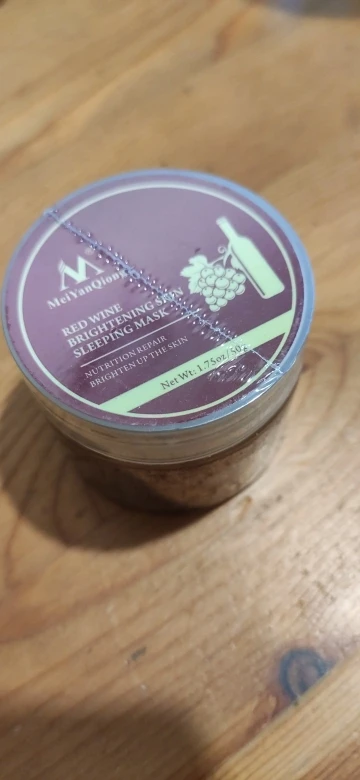 MeiYanQiong
RED WINE
BRIGHTENING SKIN
SLEEPING MASK
NUTRITION REPAIR
BRIGHTEN UP THE SKIN
Net Wt: 1.75oz/50g